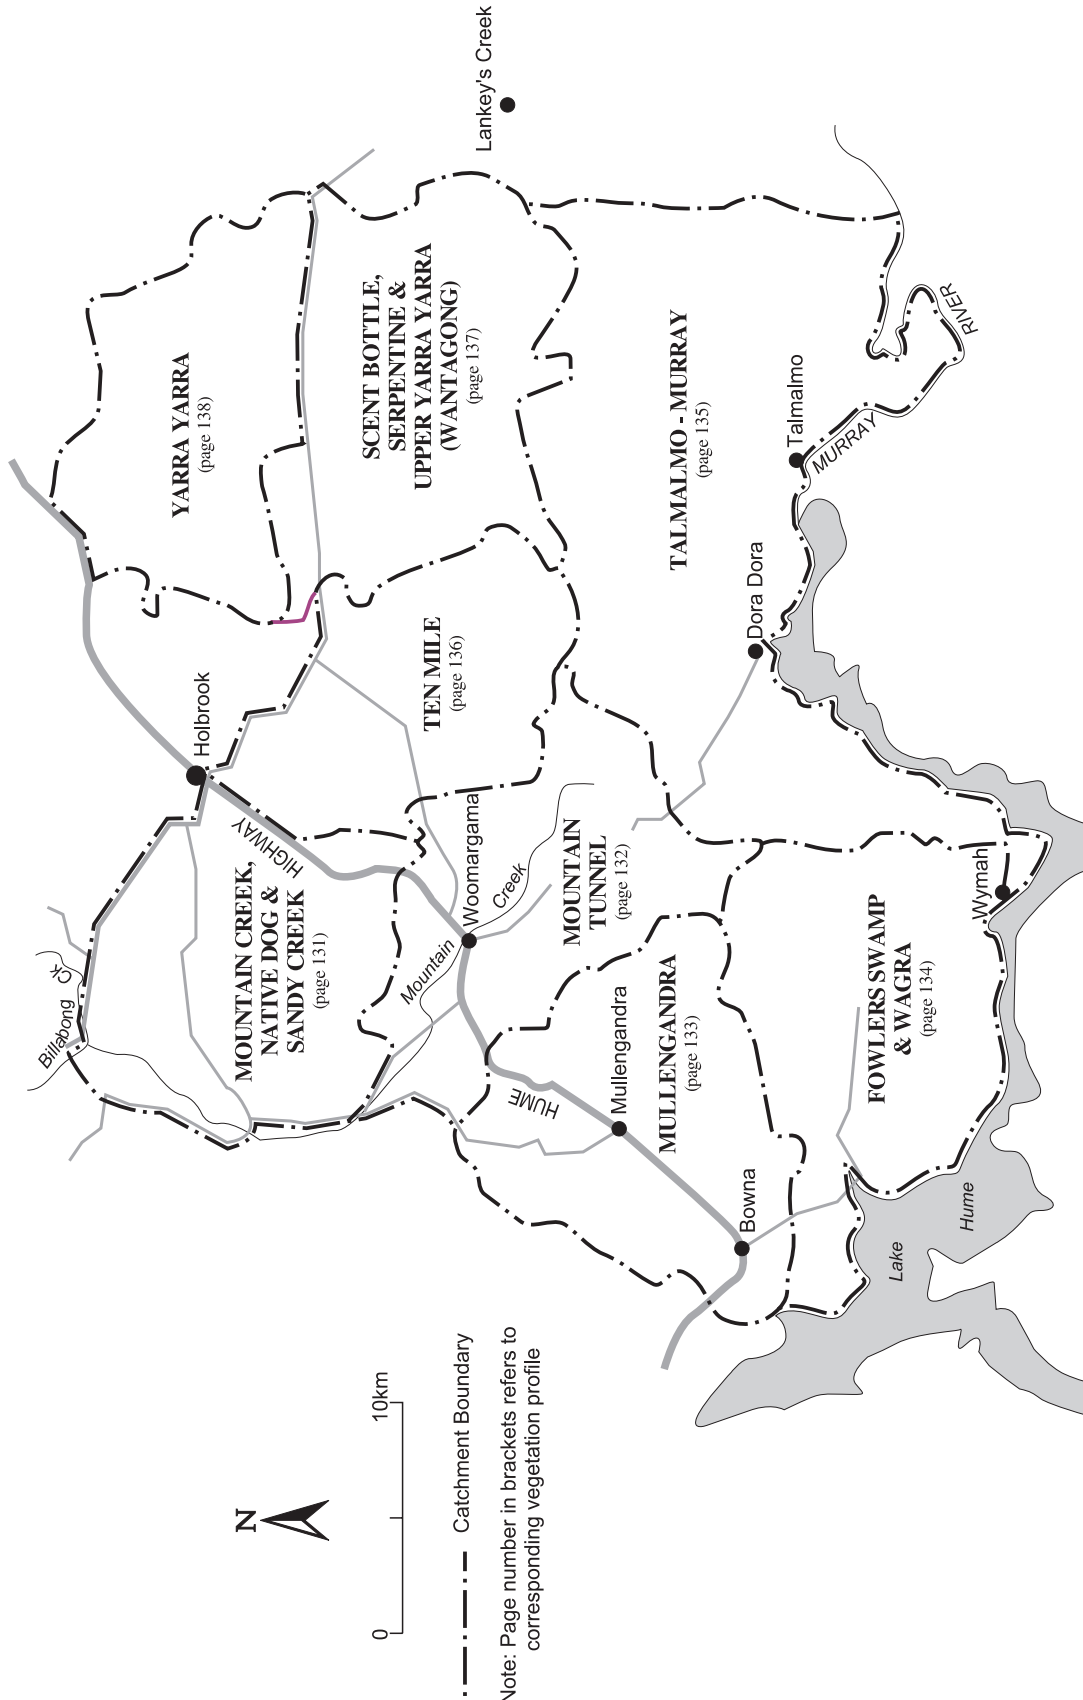 Lankey's Creek
YARRA YARRA
(page 138)
SCENT BOTTLE,
SERPENTINE &
UPPER YARRA YARRA
(WANTAGONG)
(page 137)
TALMALMO - MURRAY
(page 135)
RIVER
MURRAY
Talmalmo
Dora Dora
TEN MILE
(page 136)
Holbrook
HIGHWAY
MOUNTAIN CREEK,
NATIVE DOG &
SANDY CREEK
(page 131)
Billabong
Ck
Woomargama
Mountain
Creek
MOUNTAIN
TUNNEL
(page 132)
Wymah
FOWLERS SWAMP
& WAGRA
(page 134)
MULLENGANDRA
(page 133)
Mullengandra
HUME
Bowna
Lake
Hume
N
0
10km
Catchment Boundary
Note: Page number in brackets refers to
corresponding vegetation profile